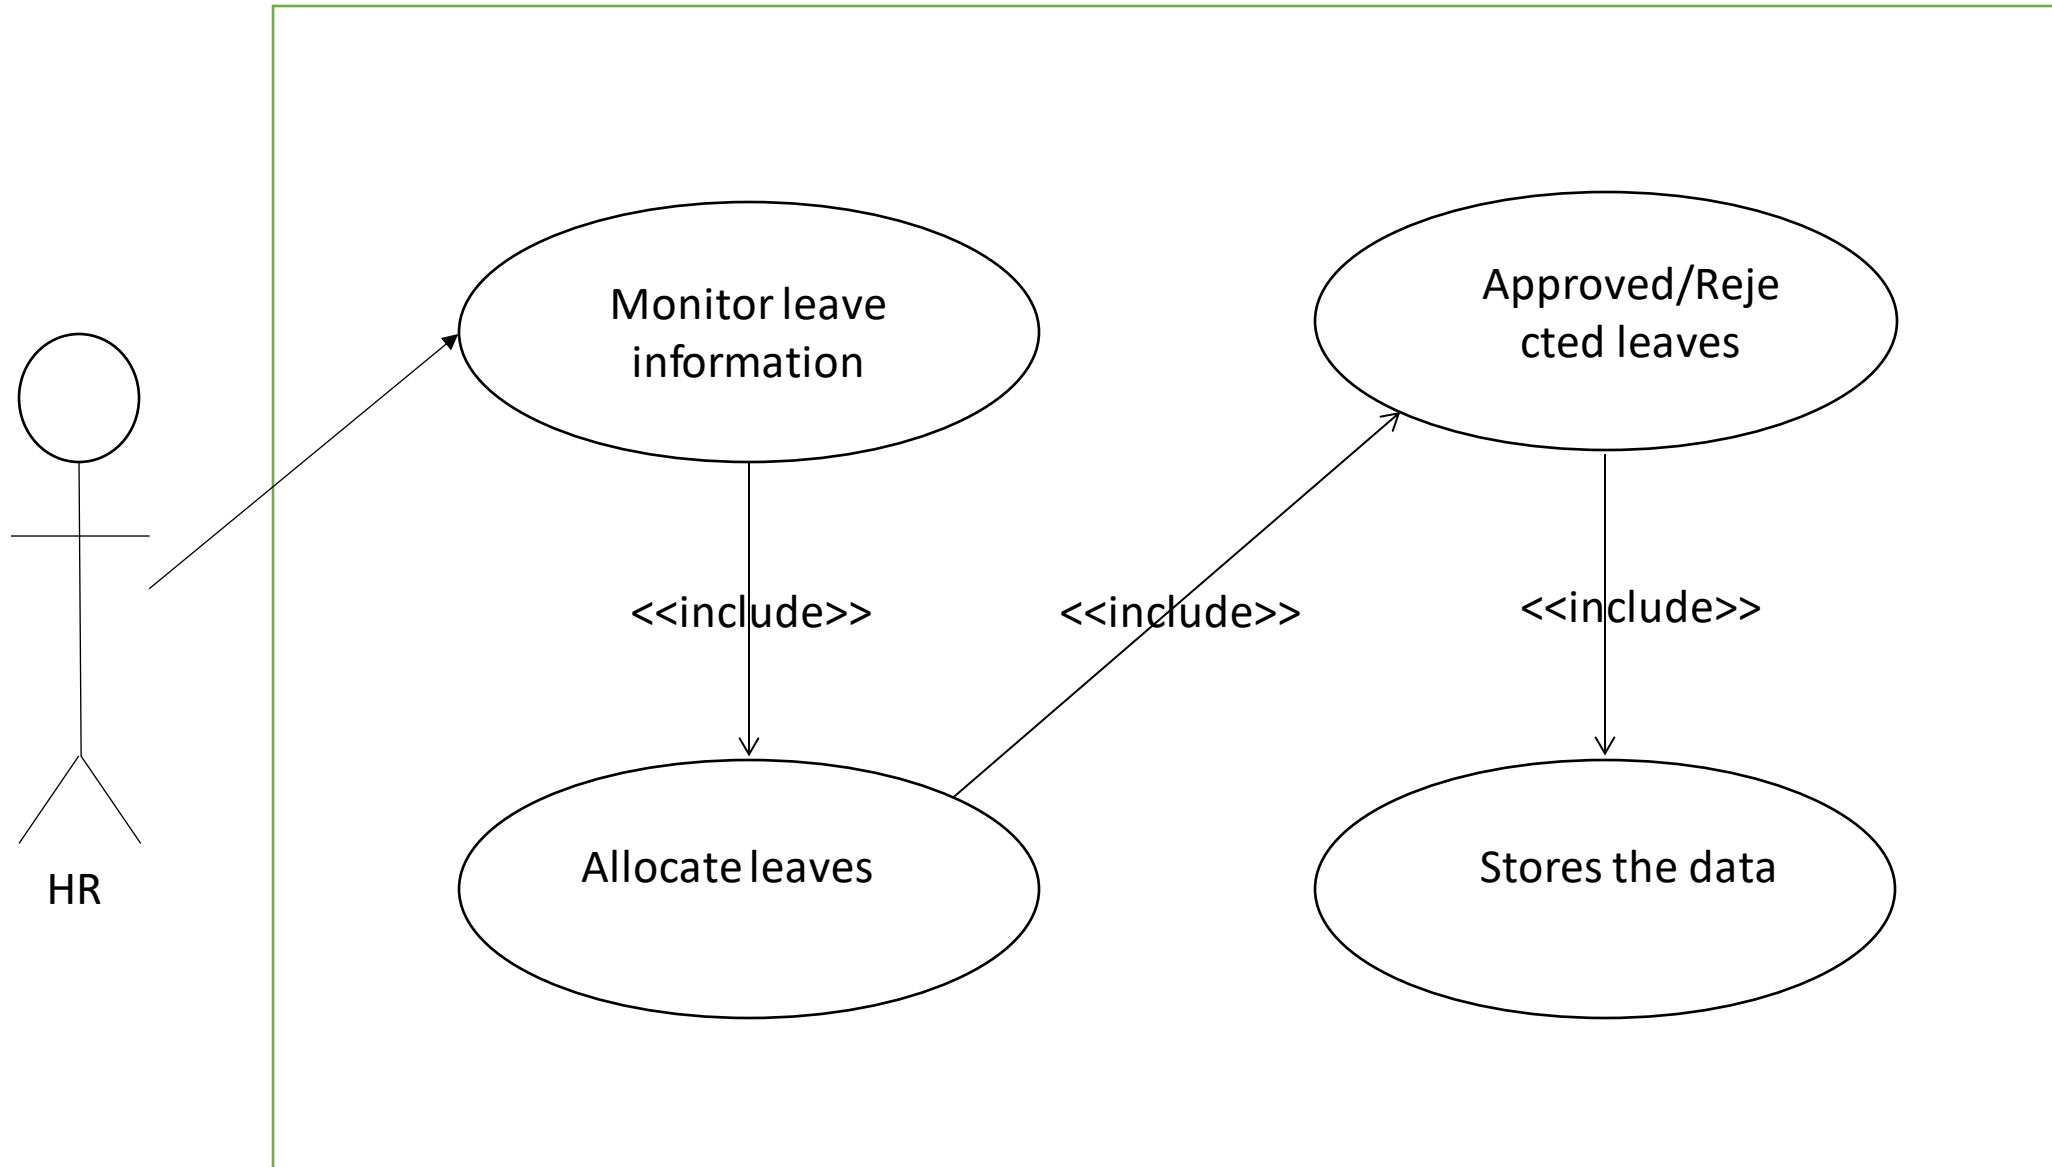 Monitor leave
information
Approved/Reje
cted leaves
<<include>>
<<include>>
<<include>>
Allocate leaves
Stores the data
HR